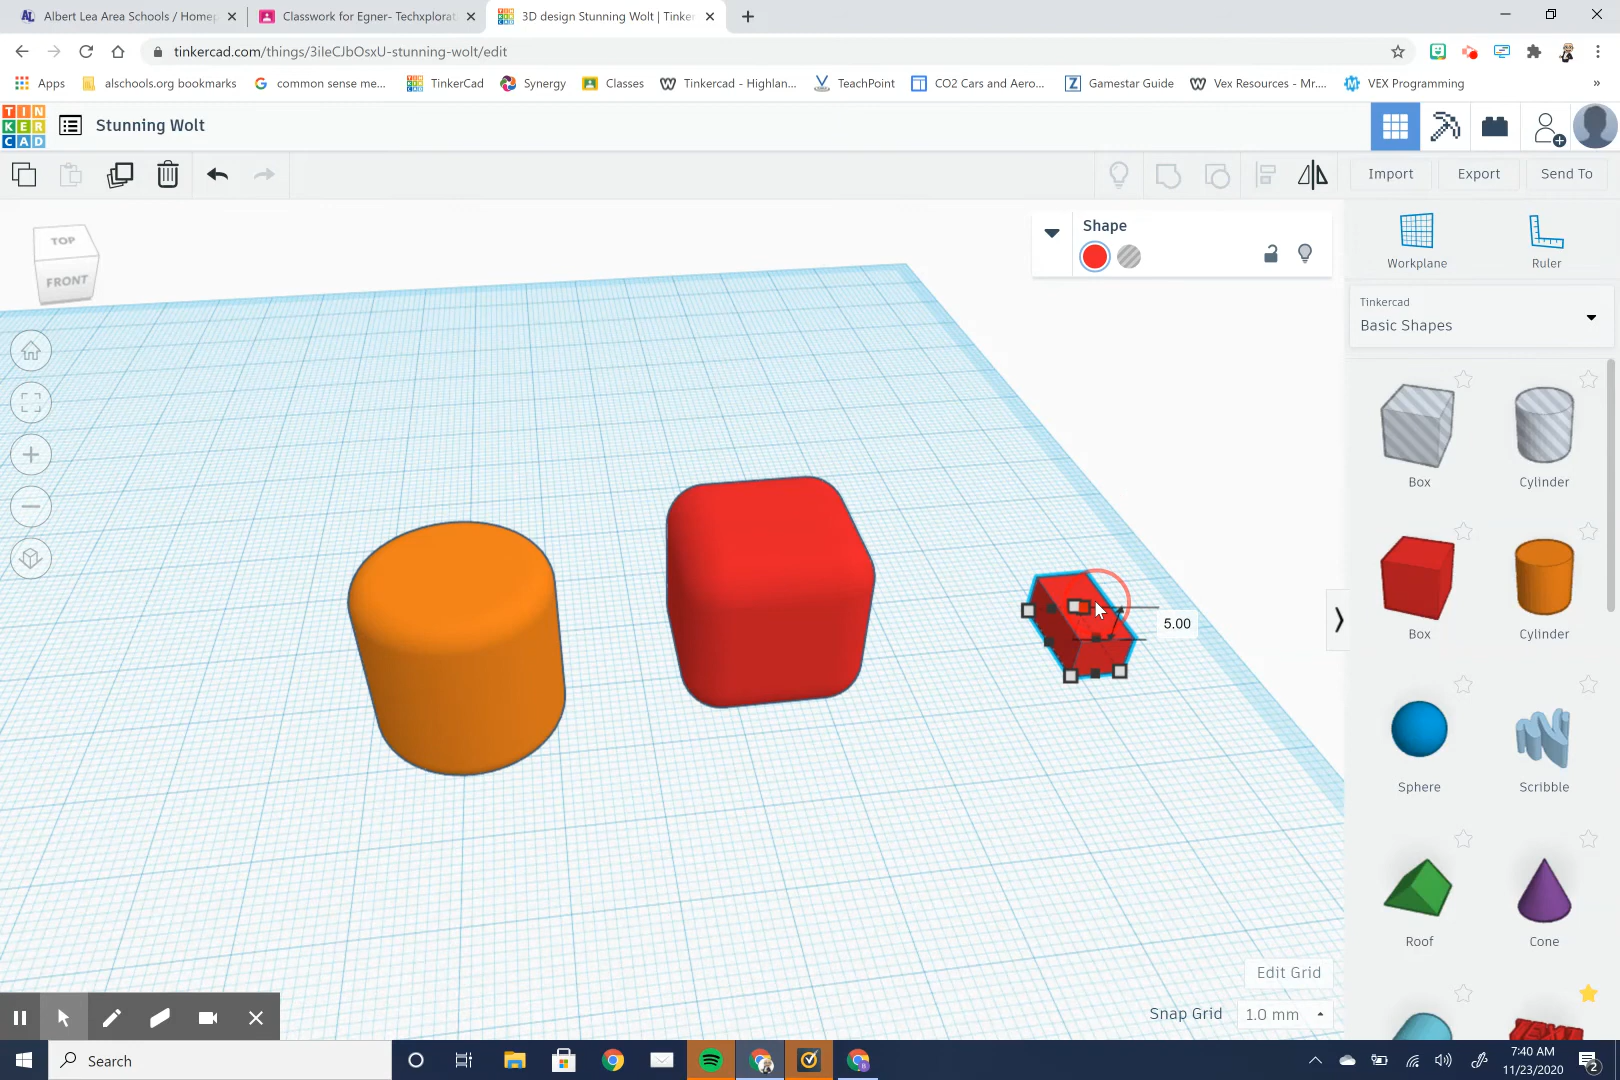 Albert Lea Area Schools / Homep
Classwork for Egner- Techxplorat
3D design Stunning Wolt | Tinker
tinkercad.com/things/3ileCJbOsxU-stunning-wolt/edit
Apps
alschools.org bookmarks
common sense me...
TinkerCad
Synergy
Classes
Tinkercad - Highlan...
TeachPoint
CO2 Cars and Aero...
Gamestar Guide
Vex Resources - Mr....
VEX Programming
»
TIN
KER
CAD
Stunning Wolt
Import
Export
Send To
TOP
FRONT
Shape
Workplane
Ruler
Tinkercad
Basic Shapes
Box
Cylinder
5.00
Box
Cylinder
Sphere
Scribble
Roof
Cone
TEXT
Edit Grid
Snap Grid
1.0 mm
Search
7:40 AM
11/23/2020
2